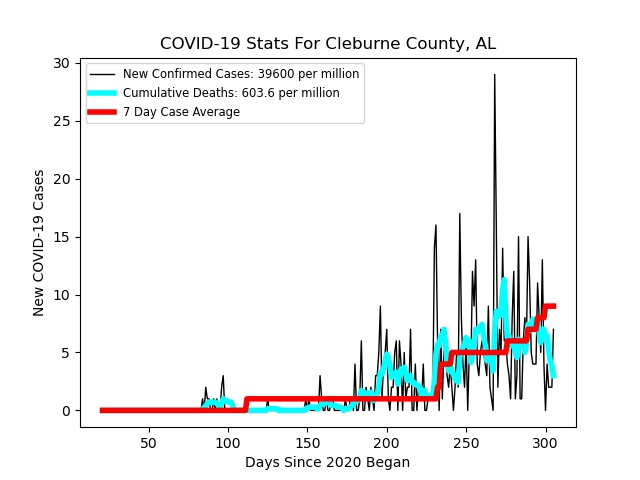 COVID-19 Stats For Cleburne County, AL
New Confirmed Cases: 39600 per million
Cumulative Deaths: 603.6 per million
7 Day Case Average
New COVID-19 Cases
30
25
20
15
10
5
0
50 100 150 200 250 300
Days Since 2020 Began